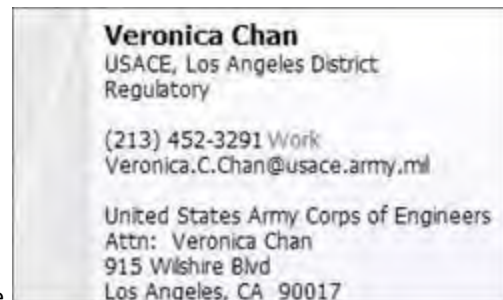 Veronica Chan
USACE, Los Angeles District
Regulatory
(213) 452-3291 Work
Veronica.C.Chan@usace.army.mil
United States Army Corps of Engineers
Attn: Veronica Chan
915 Wilshire Blvd
Los Angeles, CA 90017